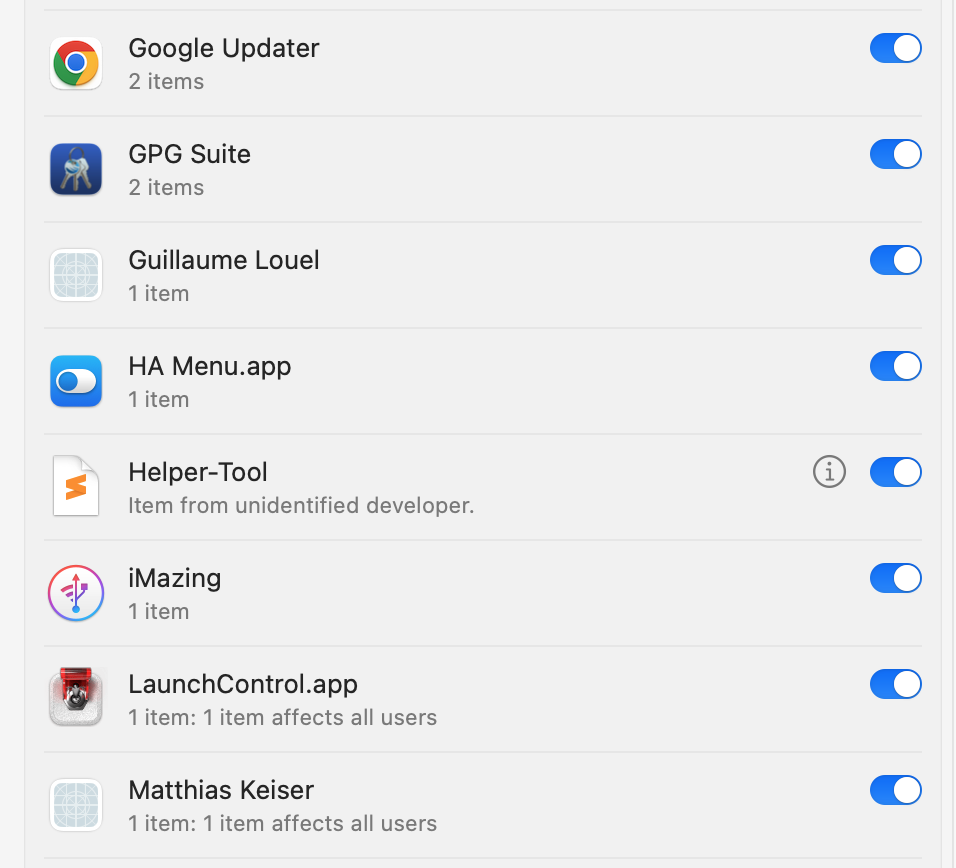 Google Updater
2 items
GPG Suite
2 items
Guillaume Louel
1 item
HA Menu.app
1 item
Helper-Tool
Item from unidentified developer.
iMazing
1 item
LaunchControl.app
1 item: 1 item affects all users
Matthias Keiser
1 item: 1 item affects all users